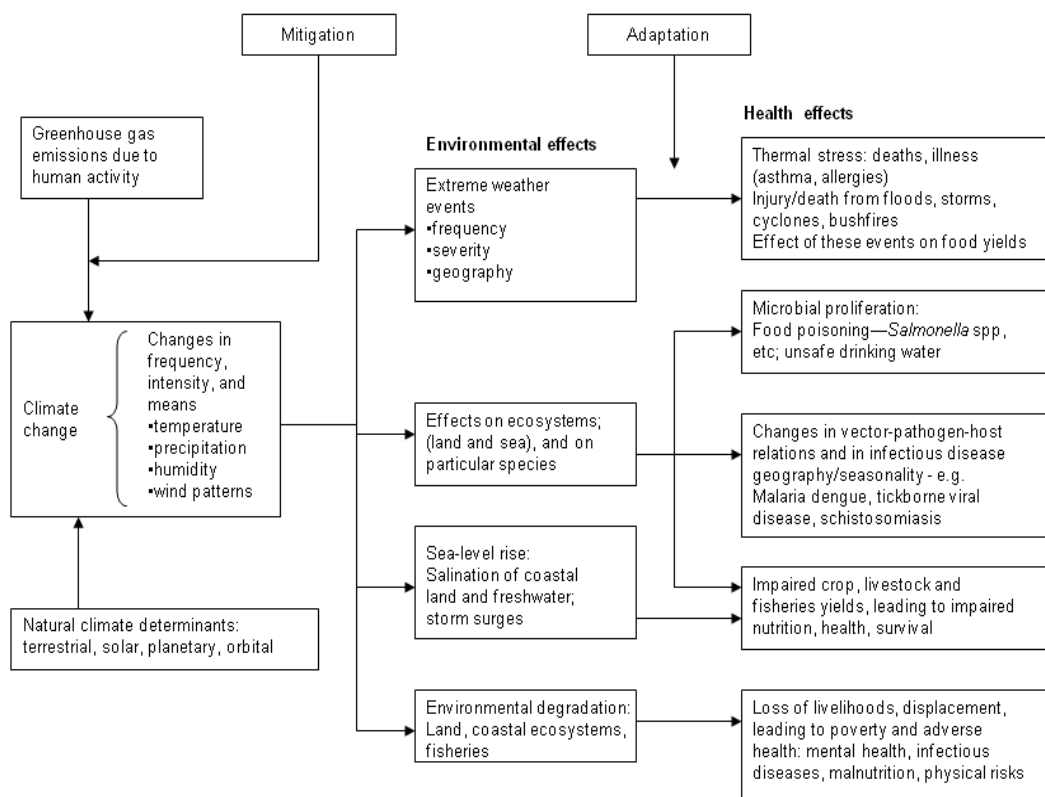 Mitigation
Adaptation
Greenhouse gas
emissions due to
human activity
Environmental effects
Health effects
Extreme weather
events
▪frequency
▪severity
▪geography
Thermal stress: deaths, illness
(asthma, allergies)
Injury/death from floods, storms,
cyclones, bushfires
Effect of these events on food yields
Climate
change
Changes in
frequency,
intensity, and
means
▪temperature
▪precipitation
▪humidity
▪wind patterns
Microbial proliferation:
Food poisoning—Salmonella spp,
etc; unsafe drinking water
Effects on ecosystems;
(land and sea), and on
particular species
Changes in vector-pathogen-host
relations and in infectious disease
geography/seasonality - e.g.
Malaria dengue, tickborne viral
disease, schistosomiasis
Sea-level rise:
Salination of coastal
land and freshwater;
storm surges
Impaired crop, livestock and
fisheries yields, leading to impaired
nutrition, health, survival
Natural climate determinants:
terrestrial, solar, planetary, orbital
Environmental degradation:
Land, coastal ecosystems,
fisheries
Loss of livelihoods, displacement,
leading to poverty and adverse
health: mental health, infectious
diseases, malnutrition, physical risks